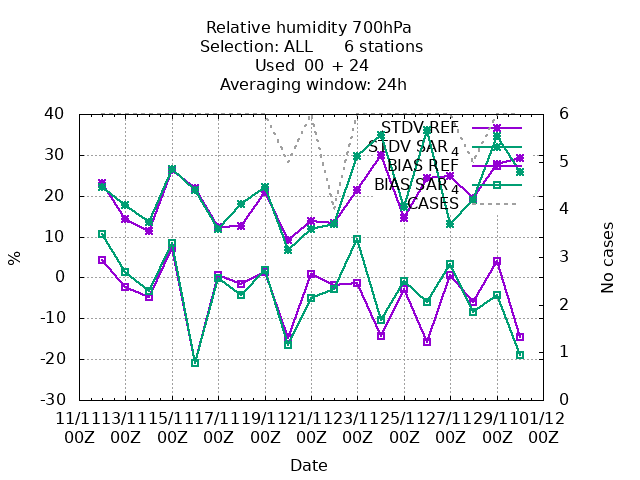 Relative humidity 700hPa
Selection: ALL 6 stations
Used 00 + 24
Averaging window: 24h
40
30
20
10
0
-10
-20
-30
%
6
5
4
3
2
1
0
No cases
STDV REF
STDV SAR 4
BIAS REF
BIAS SAR 4
CASES
11/11 13/11 15/11 17/11 19/11 21/11 23/11 25/11 27/11 29/11 01/12
00Z 00Z 00Z 00Z 00Z 00Z 00Z 00Z 00Z 00Z 00Z
Date